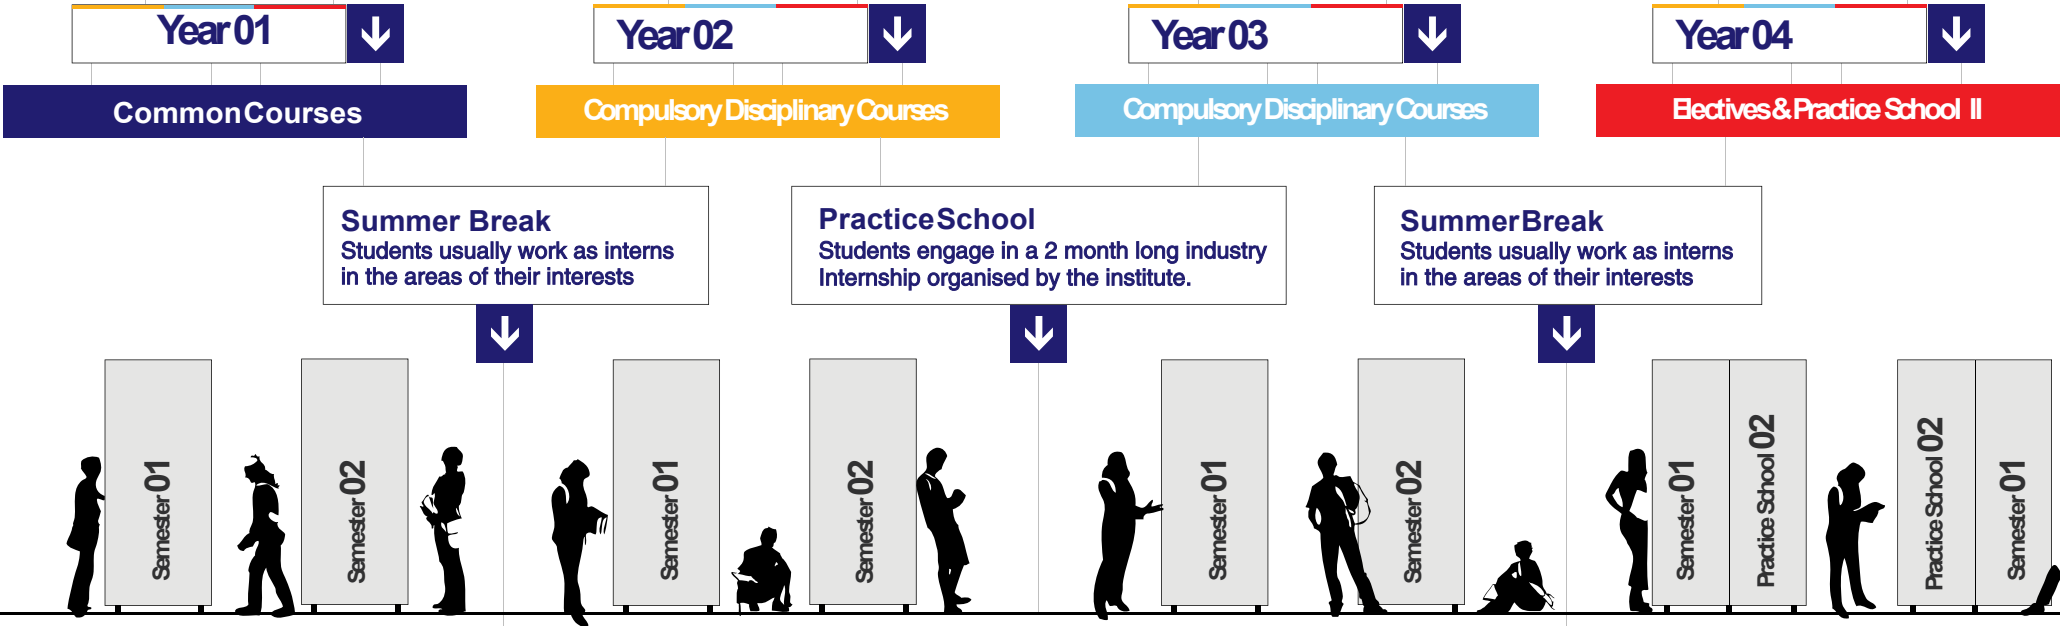 Year 01
Year 02
Year 03
Year 04
Common Courses
Compulsory Disciplinary Courses
Compulsory Disciplinary Courses
Electives & Practice School II
Summer Break
Students usually work as interns
in the areas of their interests
Practice School
Students engage in a 2 month long industry
Internship organised by the institute.
Summer Break
Students usually work as interns
in the areas of their interests
Semester 01
Semester 02
Semester 01
Semester 02
Semester 01
Semester 02
Semester 01
Practice School 02
Practice School 02
Semester 01